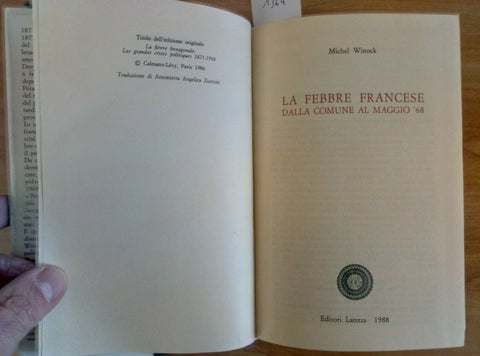 1364
Titolo dell'edizione originale
La fièvre hexagonale
Les grandes crises politiques 1871-1968
© Calmann-Lévy, Paris 1986
Traduzione di Antonietta Angelica Zucconi
Michel Winock
LA FEBBRE FRANCESE
DALLA COMUNE AL MAGGIO '68
Editori Laterza 1988